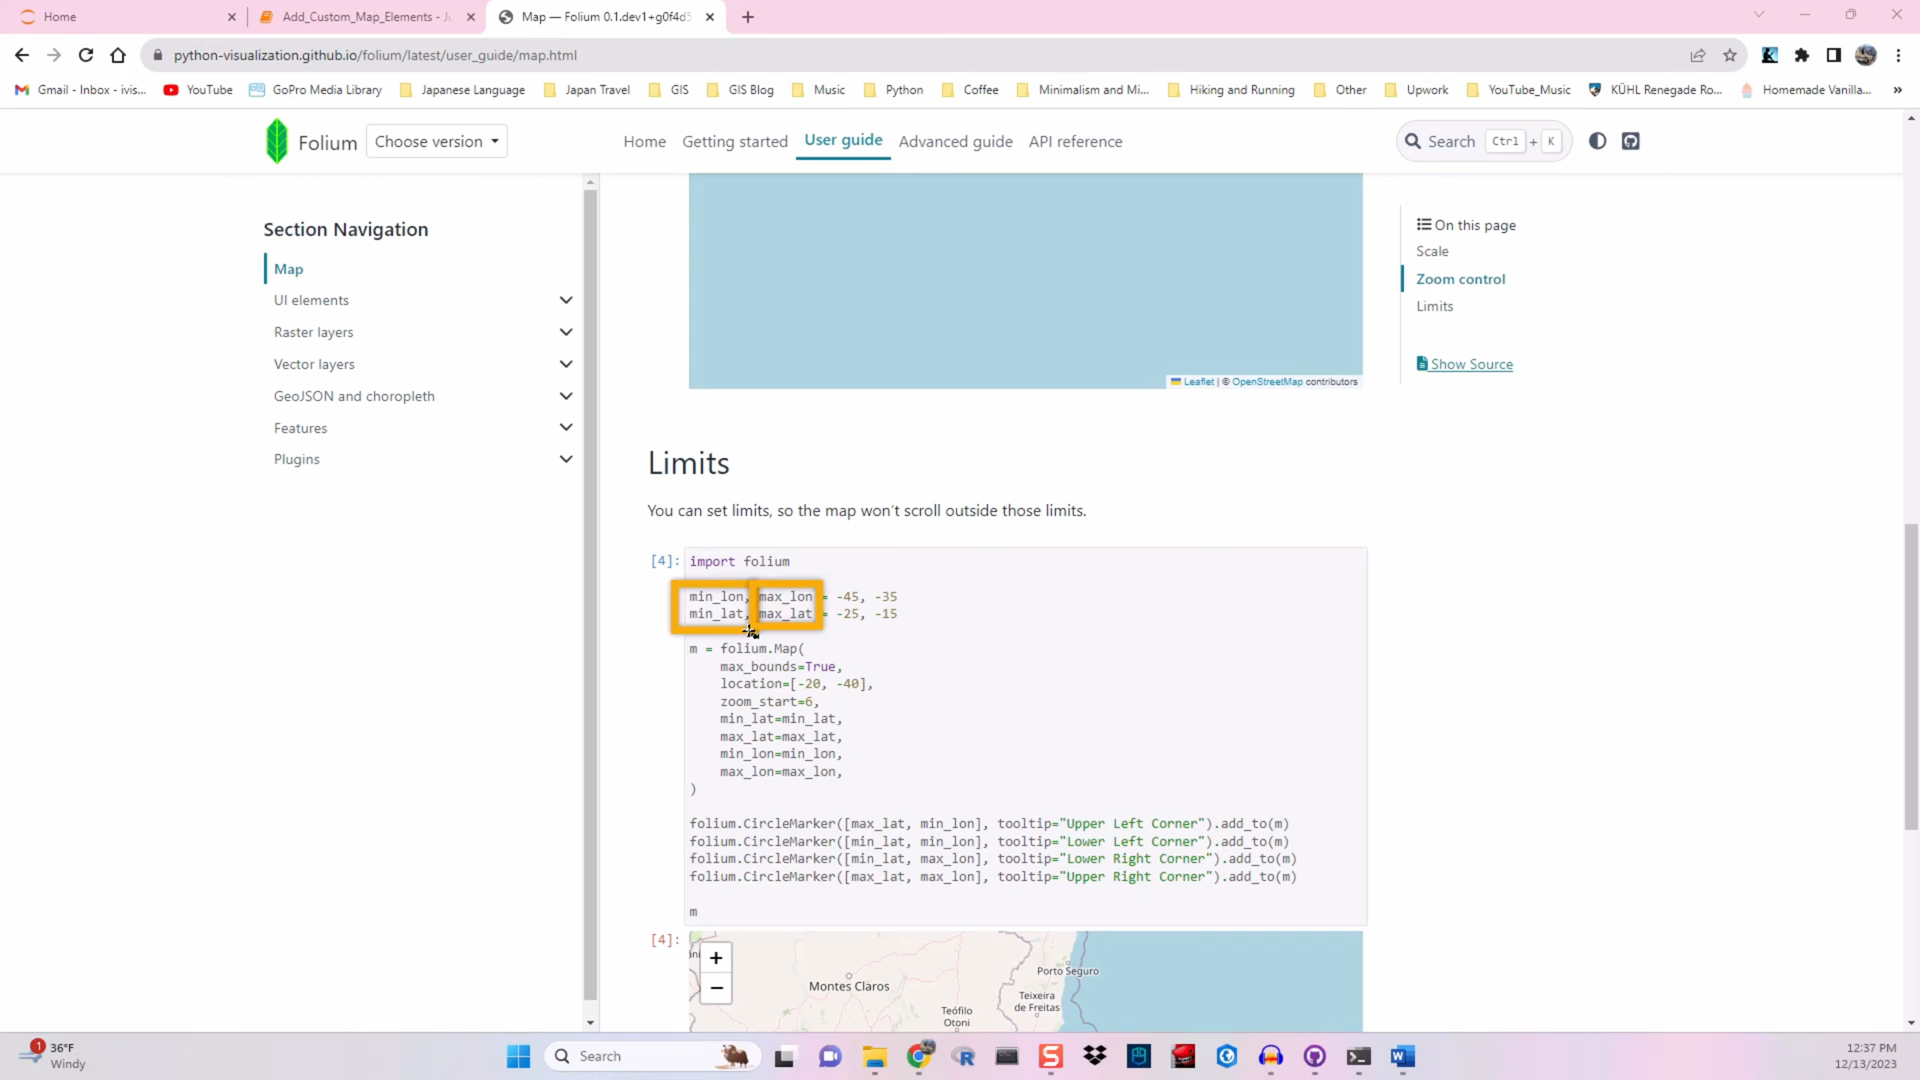 Home
Add_Custom_Map_Elements - Ju
Map — Folium 0.1.dev1+g0f4d5
python-visualization.github.io/folium/latest/user_guide/map.html
Gmail - Inbox - ivis...
YouTube
GoPro Media Library
Japanese Language
Japan Travel
GIS
GIS Blog
Music
Python
Coffee
Minimalism and Mi...
Hiking and Running
Other
Upwork
YouTube_Music
KÜHL Renegade Ro...
Homemade Vanilla...
»
Folium
Choose version
Home
Getting started
User guide
Advanced guide
API reference
Search Ctrl + K
Section Navigation
Map
UI elements
Raster layers
Vector layers
GeoJSON and choropleth
Features
Plugins
Leaflet | © OpenStreetMap contributors
On this page
Scale
Zoom control
Limits
Show Source
Limits
You can set limits, so the map won't scroll outside those limits.
[4]: import folium
min_lon, max_lon = -45, -35
min_lat, max_lat = -25, -15
m = folium.Map(
max_bounds=True,
location=[-20, -40],
zoom_start=6,
min_lat=min_lat,
max_lat=max_lat,
min_lon=min_lon,
max_lon=max_lon,
)
folium.CircleMarker([max_lat, min_lon], tooltip="Upper Left Corner").add_to(m)
folium.CircleMarker([min_lat, min_lon], tooltip="Lower Left Corner").add_to(m)
folium.CircleMarker([min_lat, max_lon], tooltip="Lower Right Corner").add_to(m)
folium.CircleMarker([max_lat, max_lon], tooltip="Upper Right Corner").add_to(m)
m
[4]:
+
−
Montes Claros
Porto Seguro
Teixeira
de Freitas
Teófilo
Otoni
1
36°F
Windy
Search
12:37 PM
12/13/2023